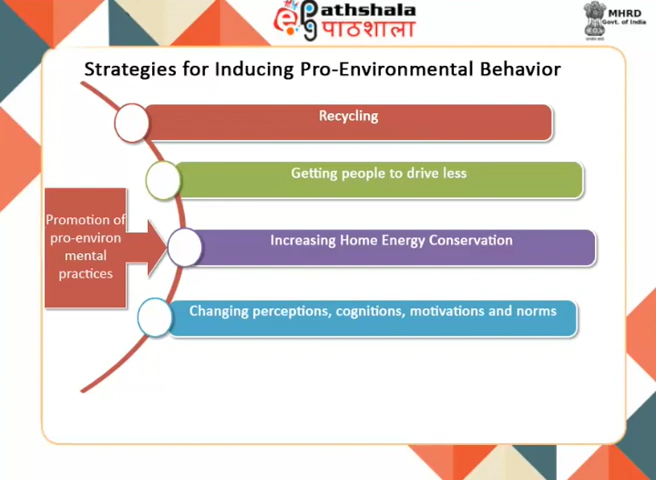 Pathshala
पाठशाला
MHRD
Govt. of India
Strategies for Inducing Pro-Environmental Behavior
Recycling
Getting people to drive less
Promotion of
pro-environ
mental
practices
Increasing Home Energy Conservation
Changing perceptions, cognitions, motivations and norms